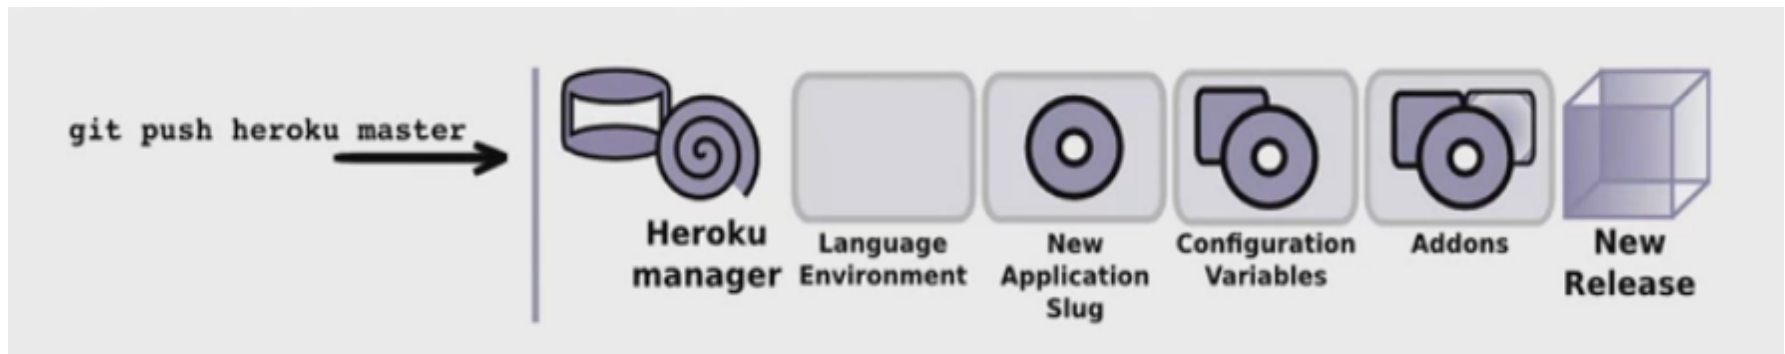 git push heroku master
Heroku
manager
Language
Environment
New
Application
Slug
Configuration
Variables
Addons
New
Release